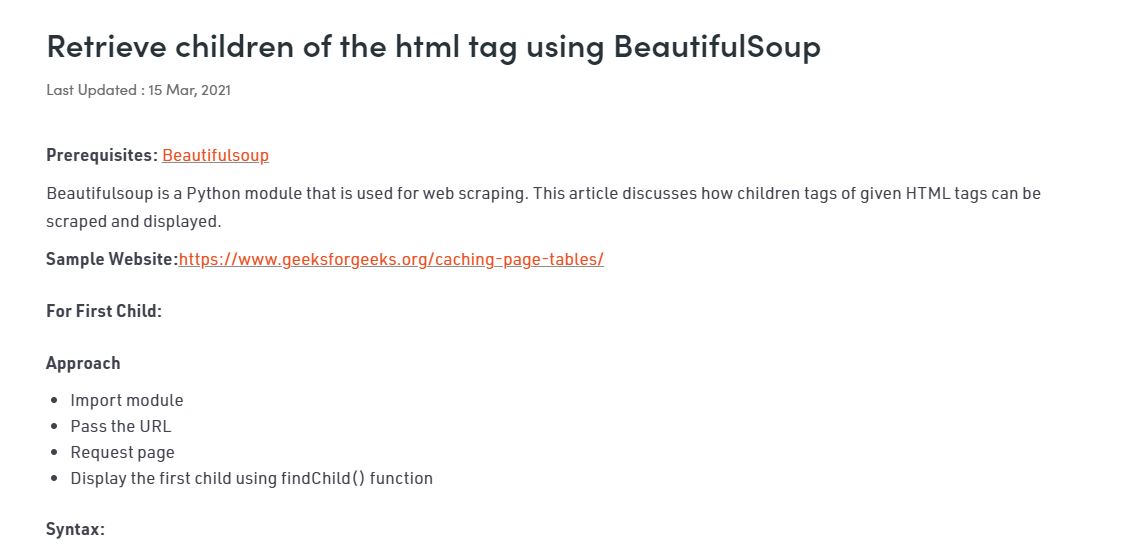 Retrieve children of the html tag using BeautifulSoup
Last Updated : 15 Mar, 2021
Prerequisites: Beautifulsoup
Beautifulsoup is a Python module that is used for web scraping. This article discusses how children tags of given HTML tags can be
scraped and displayed.
Sample Website:https://www.geeksforgeeks.org/caching-page-tables/
For First Child:
Approach
• Import module
• Pass the URL
• Request page
• Display the first child using findChild() function
Syntax: